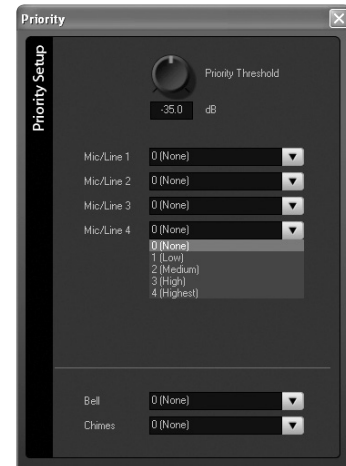 Priority
Priority Setup
Priority Threshold
-35.0 dB
Mic/Line 1 0 (None)
Mic/Line 2 0 (None)
Mic/Line 3 0 (None)
Mic/Line 4 0 (None)
0 (None)
1 (Low)
2 (Medium)
3 (High)
4 (Highest)
Bell 0 (None)
Chimes 0 (None)